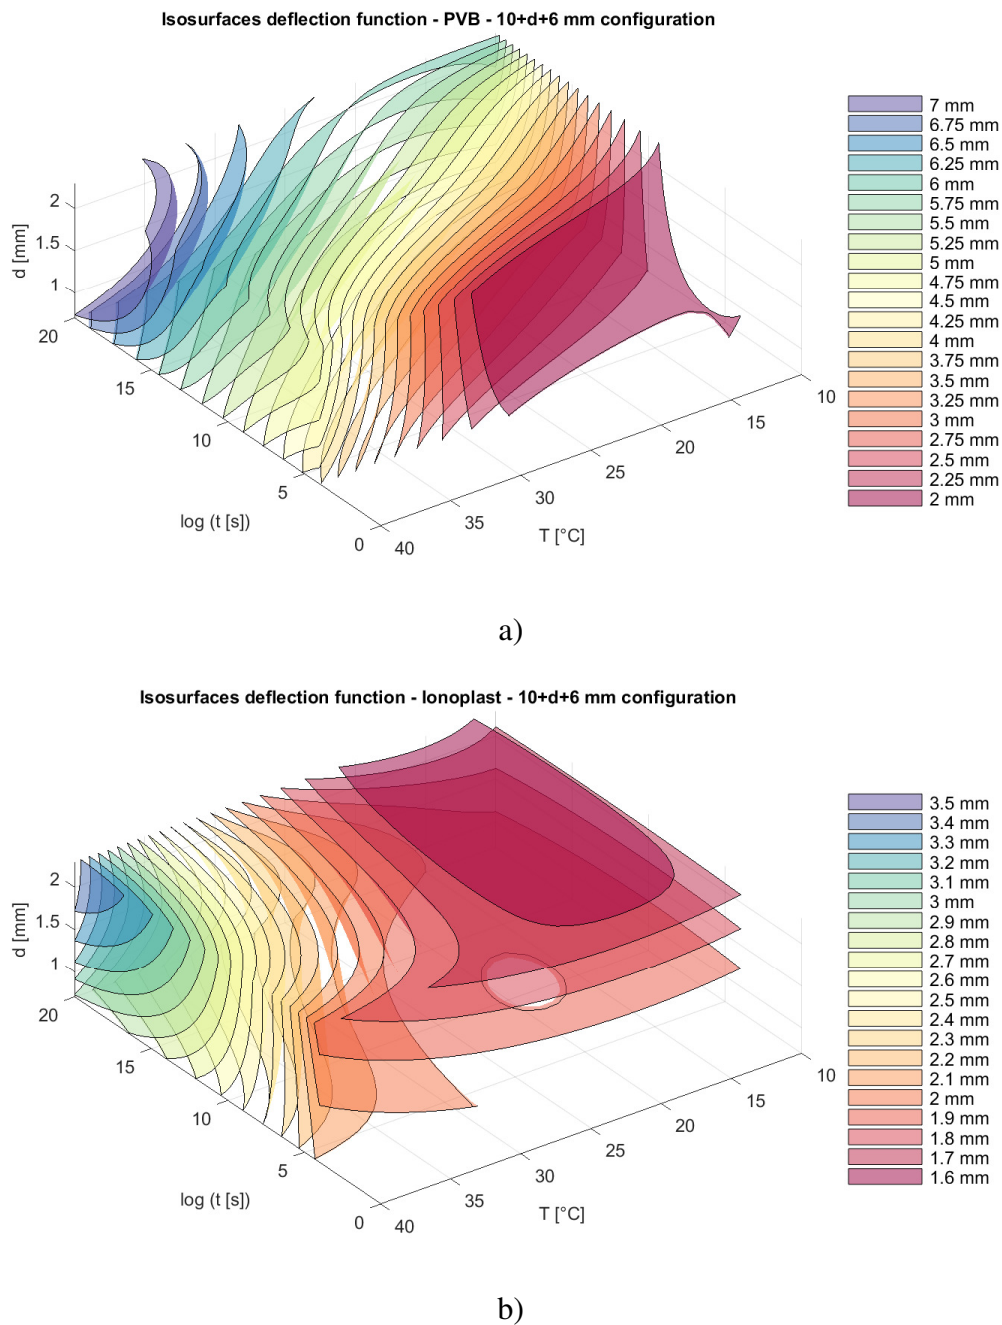 Isosurfaces deflection function - PVB - 10+d+6 mm configuration
7 mm
6.75 mm
6.5 mm
6.25 mm
6 mm
5.75 mm
5.5 mm
5.25 mm
5 mm
4.75 mm
4.5 mm
4.25 mm
4 mm
3.75 mm
3.5 mm
3.25 mm
3 mm
2.75 mm
2.5 mm
2.25 mm
2 mm
d [mm]
2
1.5
1
20
15
10
5
0
log (t [s])
40
35
30
25
20
15
10
T [°C]
a)
Isosurfaces deflection function - Ionoplast - 10+d+6 mm configuration
3.5 mm
3.4 mm
3.3 mm
3.2 mm
3.1 mm
3 mm
2.9 mm
2.8 mm
2.7 mm
2.6 mm
2.5 mm
2.4 mm
2.3 mm
2.2 mm
2.1 mm
2 mm
1.9 mm
1.8 mm
1.7 mm
1.6 mm
d [mm]
2
1.5
1
20
15
10
5
0
log (t [s])
40
35
30
25
20
15
10
T [°C]
b)